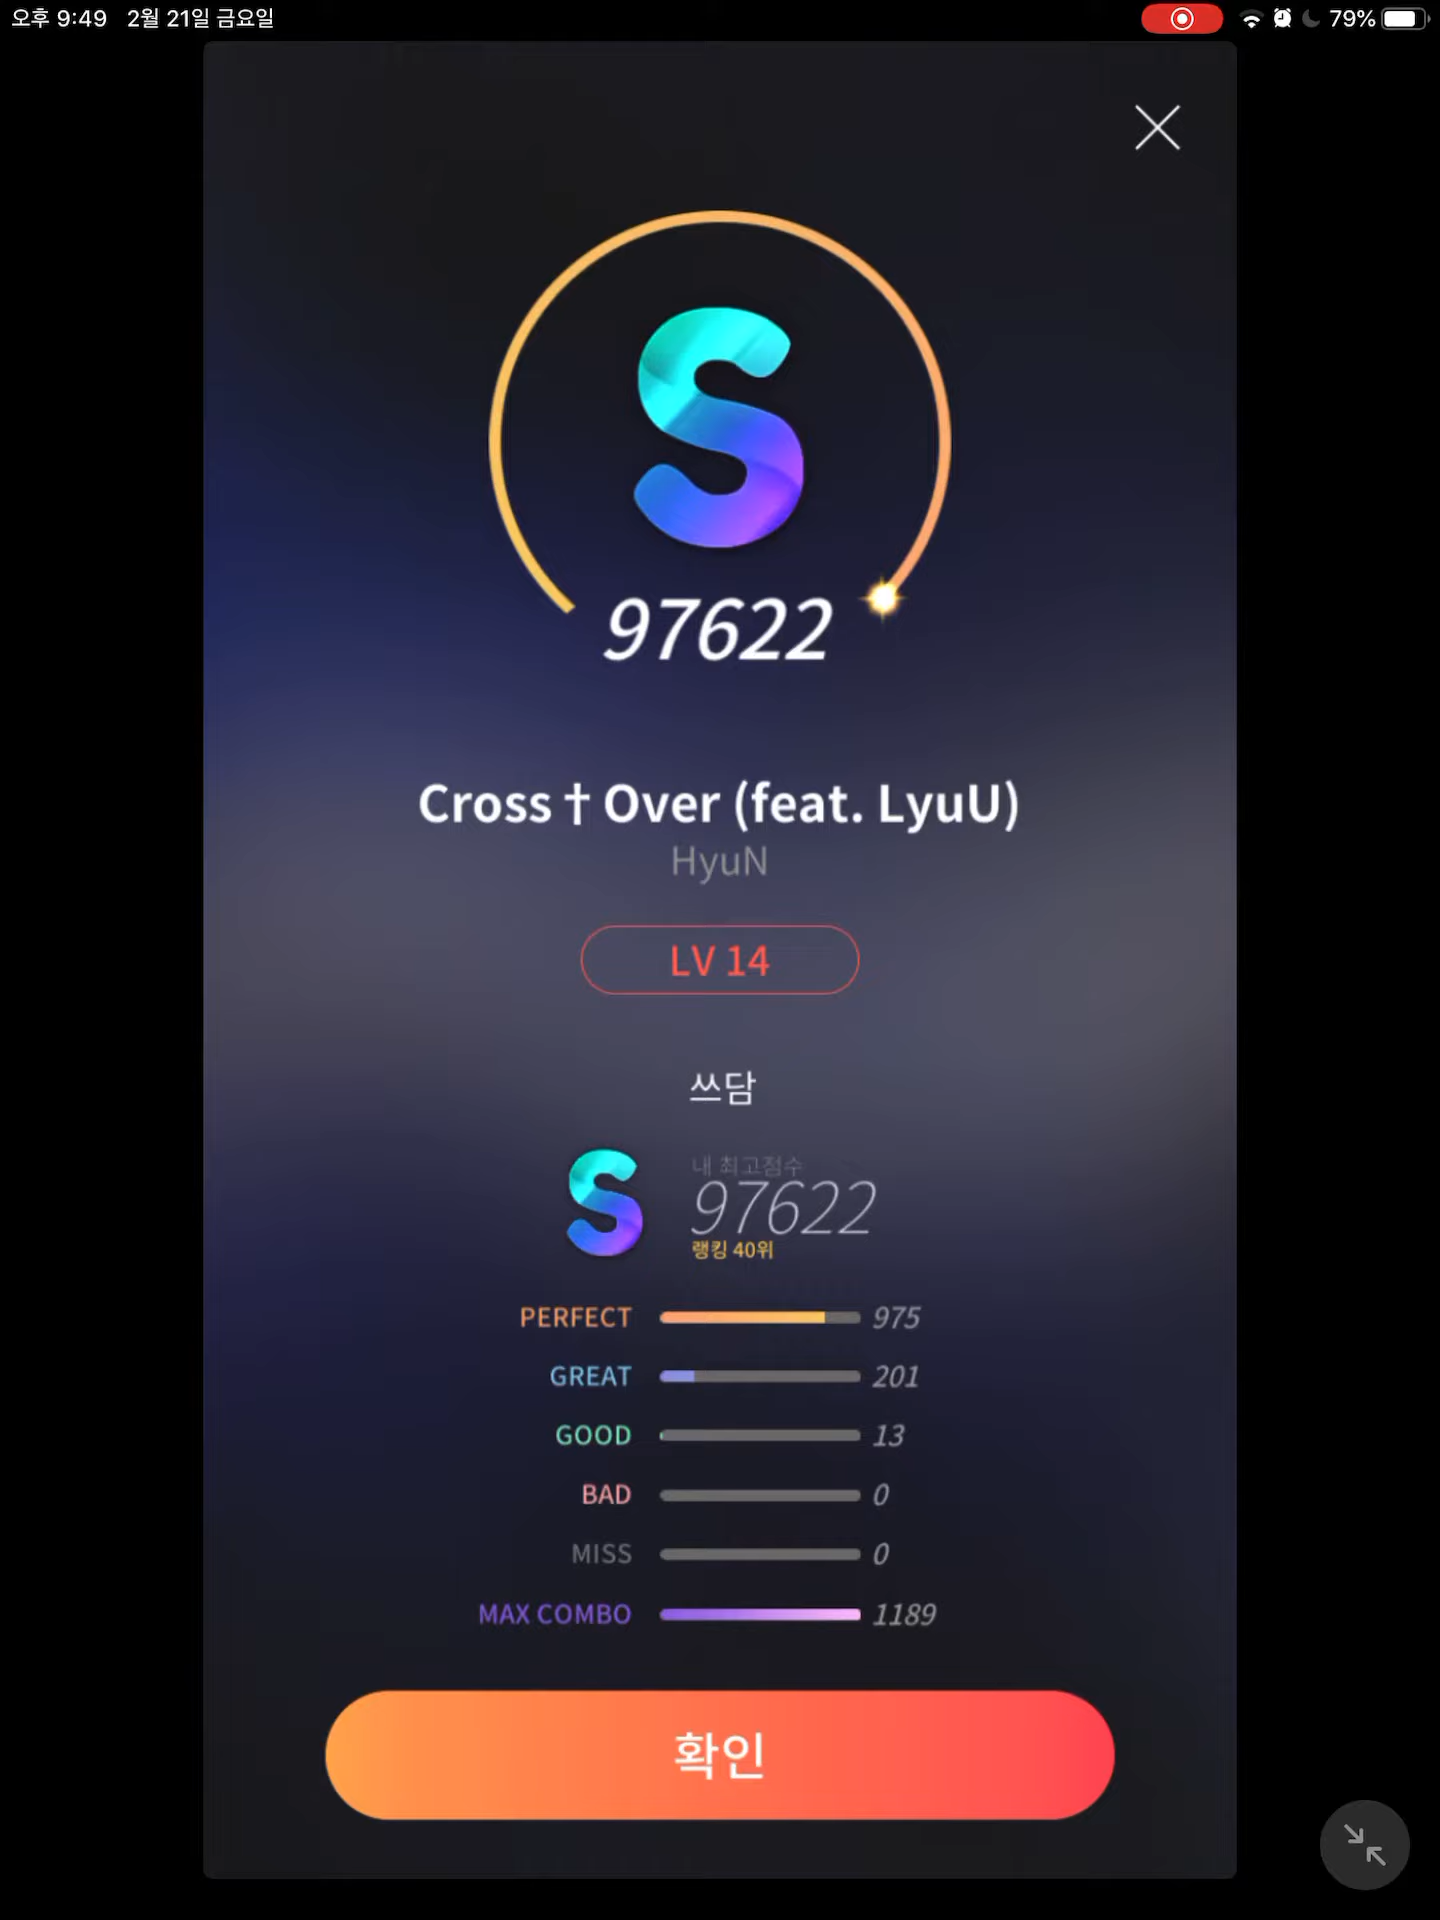 오후 9:49 2월 21일 금요일 79%
S
97622
Cross † Over (feat. LyuU)
HyuN
LV 14
쓰담
S
내 최고점수
97622
랭킹 40위
PERFECT 975
GREAT 201
GOOD 13
BAD 0
MISS 0
MAX COMBO 1189
확인